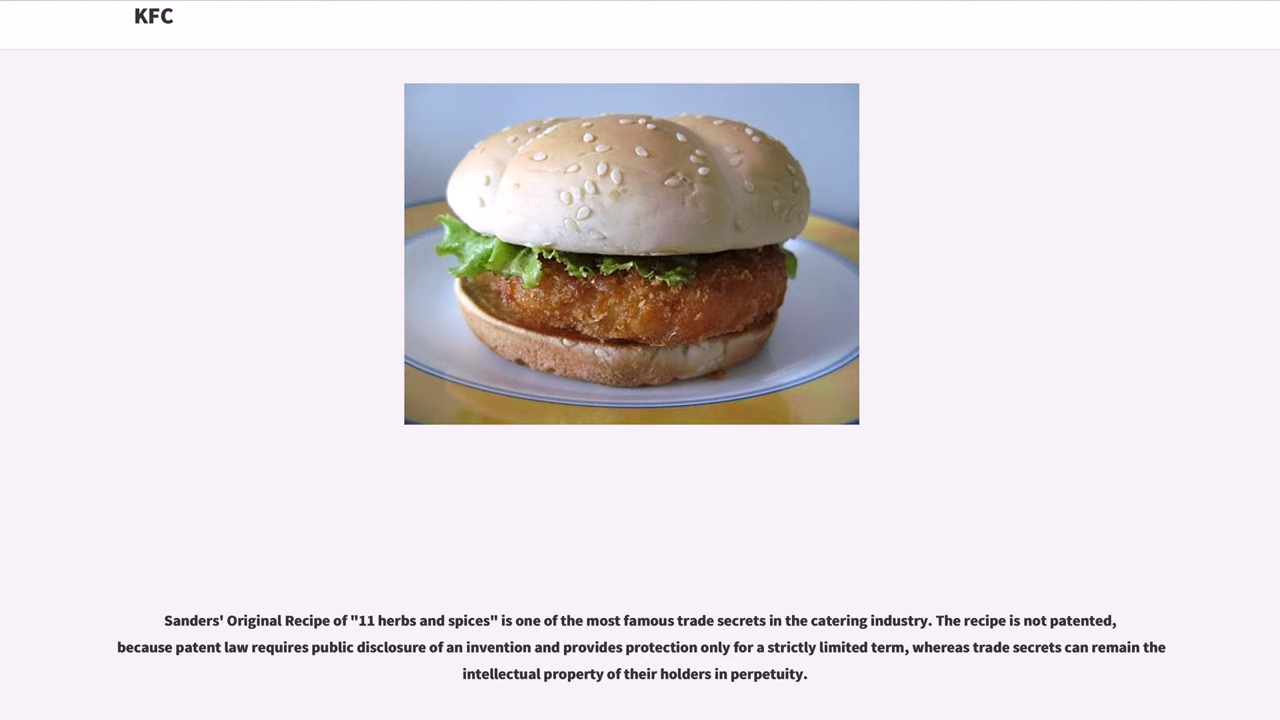 KFC
Sanders' Original Recipe of "11 herbs and spices" is one of the most famous trade secrets in the catering industry. The recipe is not patented,
because patent law requires public disclosure of an invention and provides protection only for a strictly limited term, whereas trade secrets can remain the
intellectual property of their holders in perpetuity.